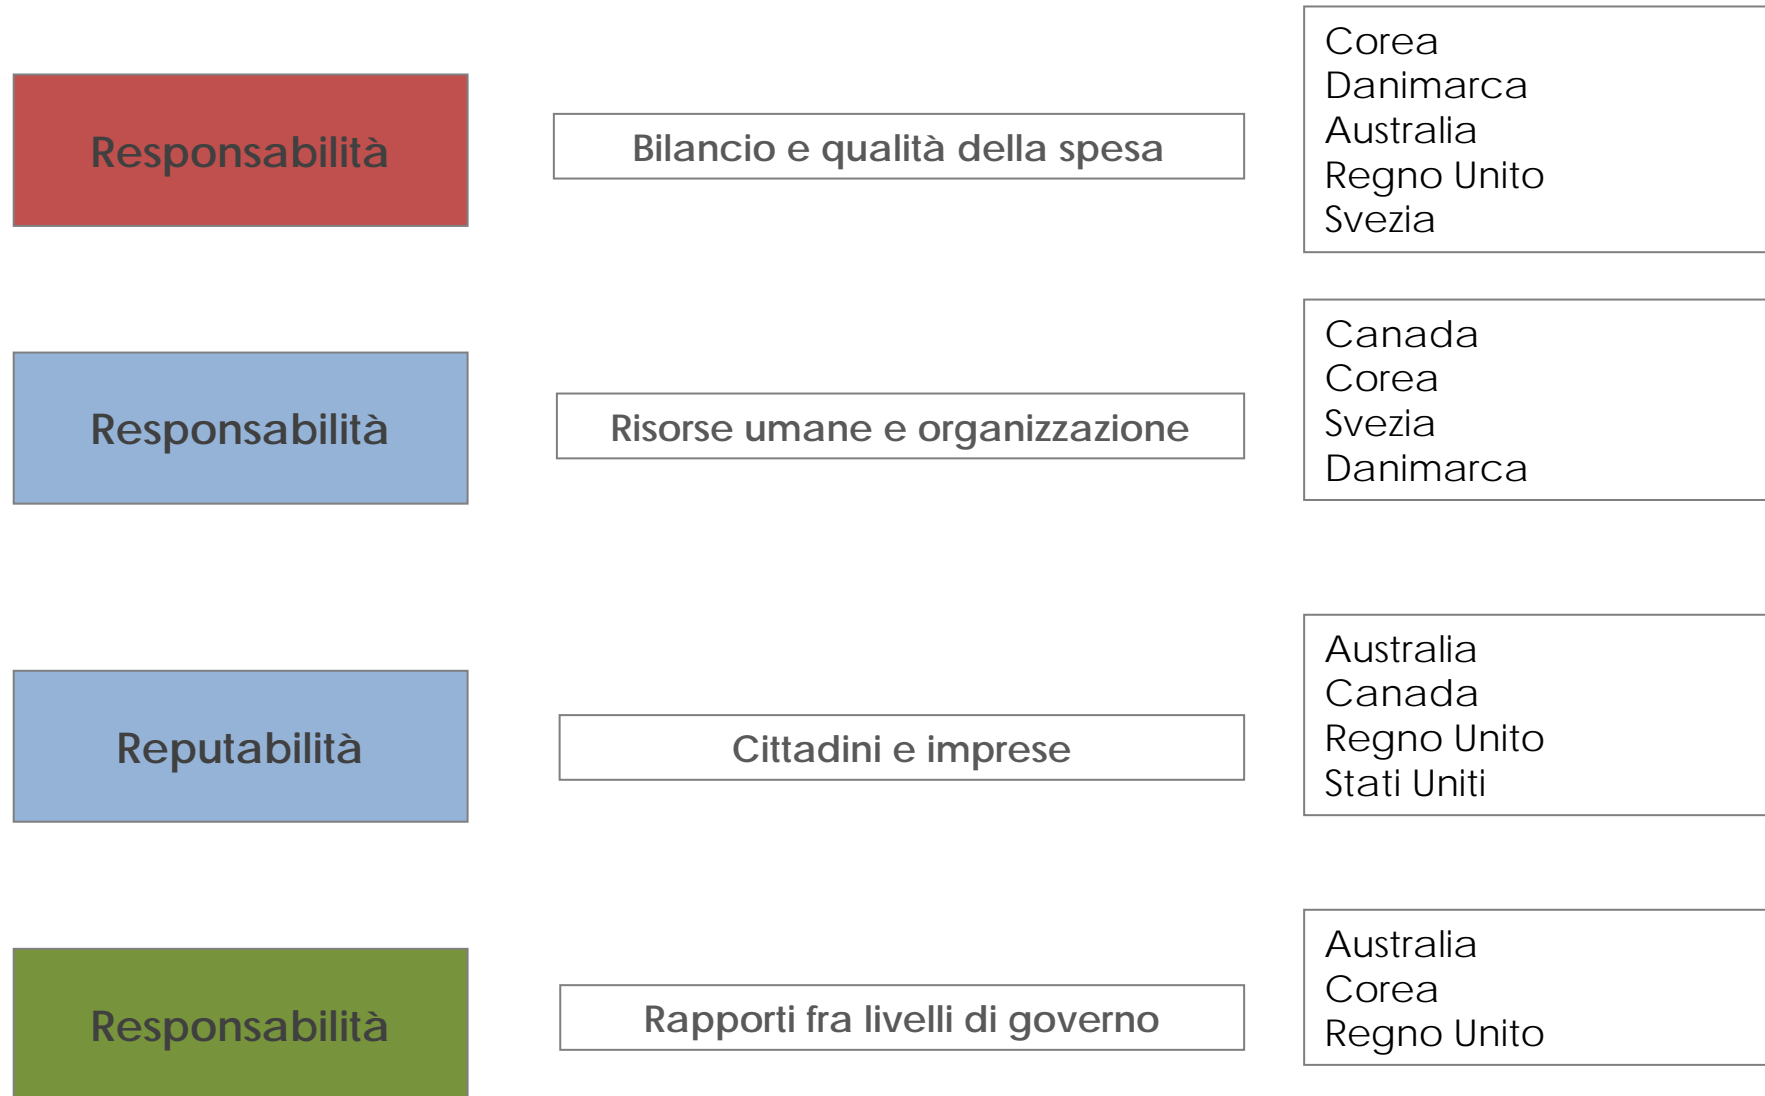 Responsabilità
Bilancio e qualità della spesa
Corea
Danimarca
Australia
Regno Unito
Svezia
Responsabilità
Risorse umane e organizzazione
Canada
Corea
Svezia
Danimarca
Reputabilità
Cittadini e imprese
Australia
Canada
Regno Unito
Stati Uniti
Responsabilità
Rapporti fra livelli di governo
Australia
Corea
Regno Unito